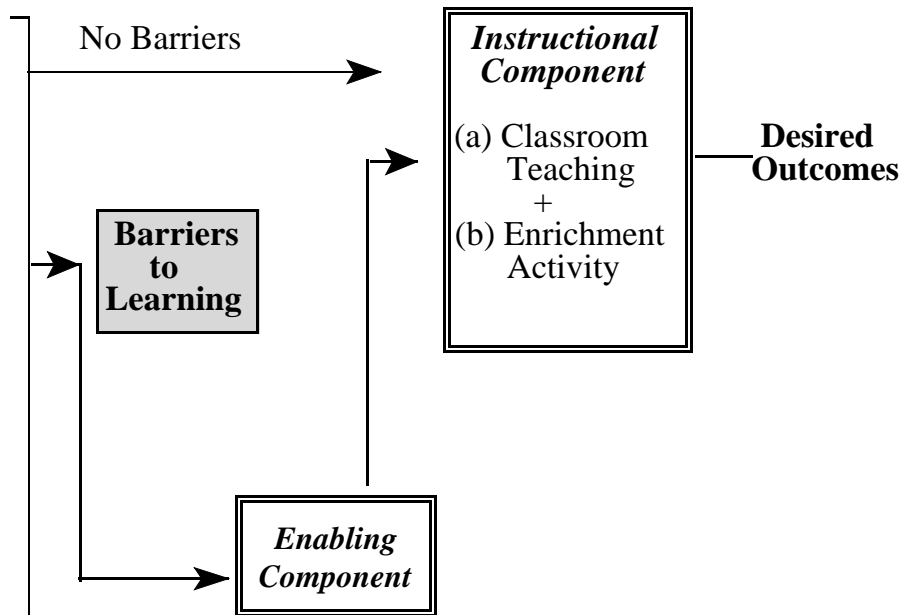 No Barriers
Instructional
Component
(a) Classroom
Teaching
+
(b) Enrichment
Activity
Desired
Outcomes
Barriers
to
Learning
Enabling
Component